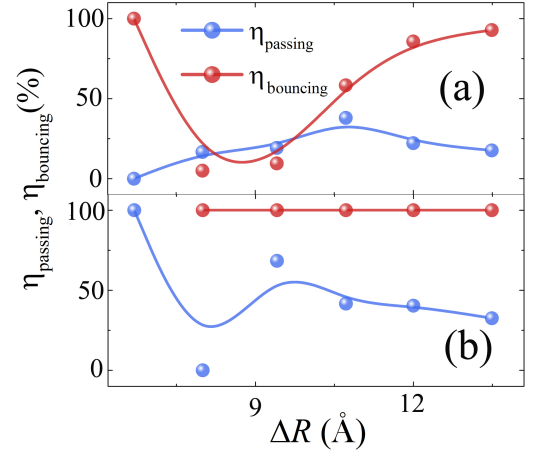 100
50
0
η_passing
η_bouncing
(a)
η_passing, η_bouncing(%)
100
50
0
(b)
9
12
ΔR (Å)